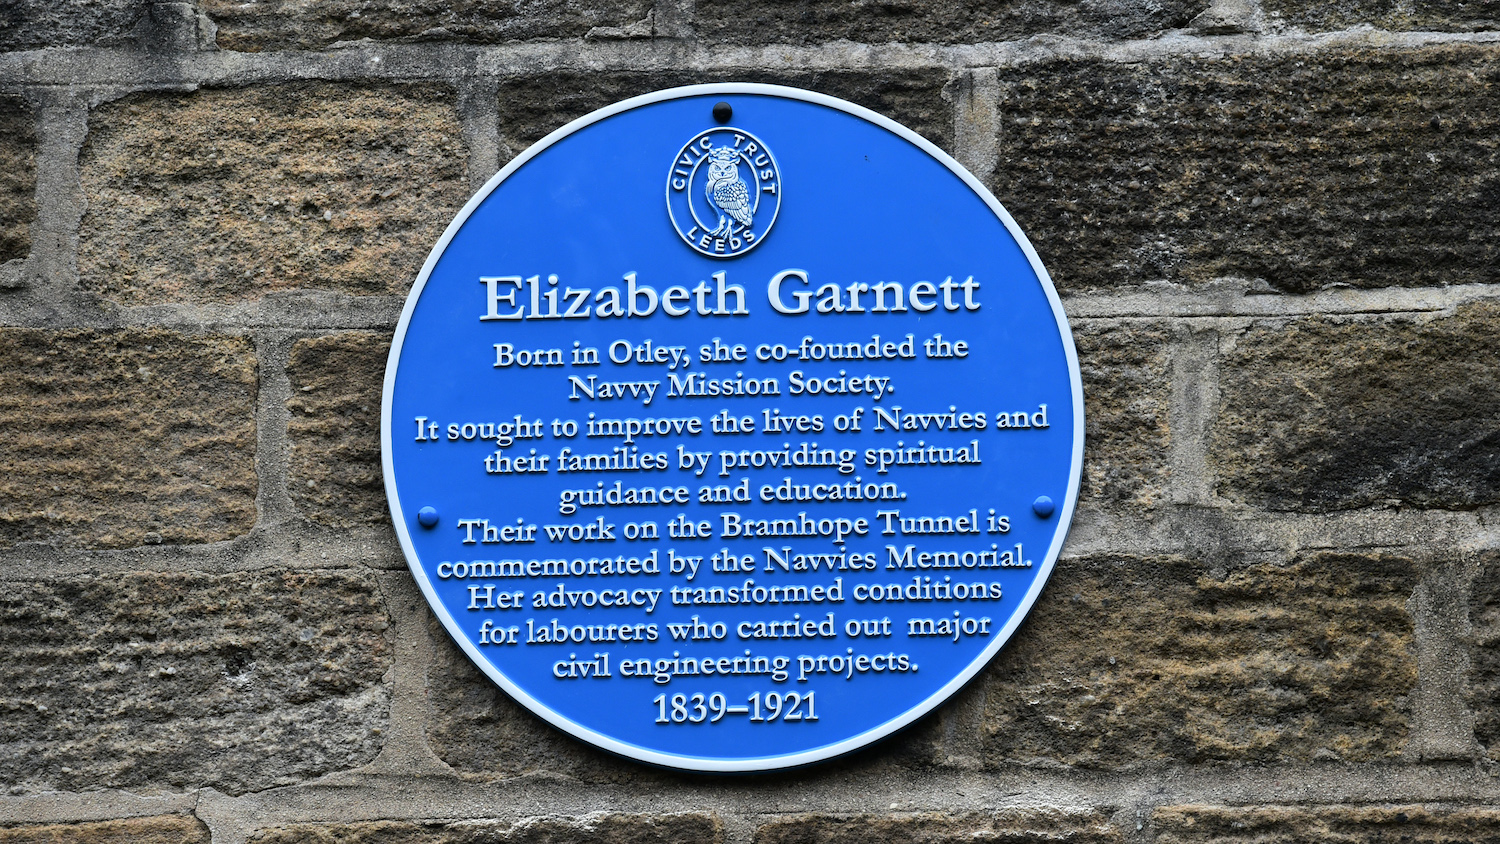 CIVIC TRUST
LEEDS
Elizabeth Garnett
Born in Otley, she co-founded the
Navvy Mission Society.
It sought to improve the lives of Navvies and
their families by providing spiritual
guidance and education.
Their work on the Bramhope Tunnel is
commemorated by the Navvies Memorial.
Her advocacy transformed conditions
for labourers who carried out major
civil engineering projects.
1839–1921